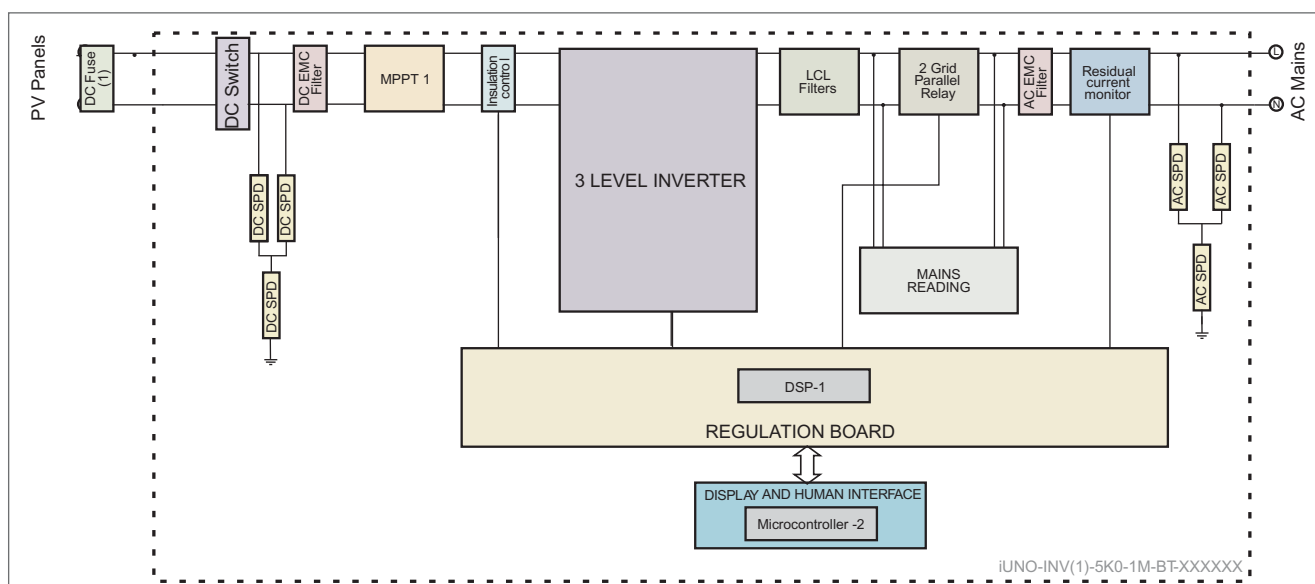 PV Panels
DC Fuse
(1)
DC Switch
DC EMC
Filter
MPPT 1
Insulation
control
3 LEVEL INVERTER
LCL
Filters
2 Grid
Parallel
Relay
AC EMC
Filter
Residual
current
monitor
L
N
AC Mains
DC SPD
DC SPD
DC SPD
AC SPD
AC SPD
AC SPD
MAINS
READING
DSP-1
REGULATION BOARD
DISPLAY AND HUMAN INTERFACE
Microcontroller -2
iUNO-INV(1)-5K0-1M-BT-XXXXXX